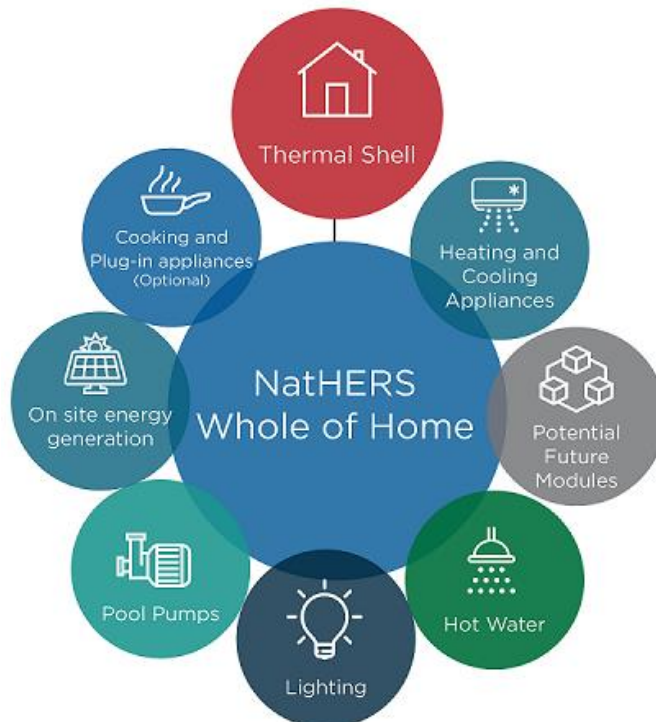 Thermal Shell
Cooking and
Plug-in appliances
(Optional)
Heating and
Cooling
Appliances
NatHERS
Whole of Home
On site energy
generation
Potential
Future
Modules
Pool Pumps
Hot Water
Lighting